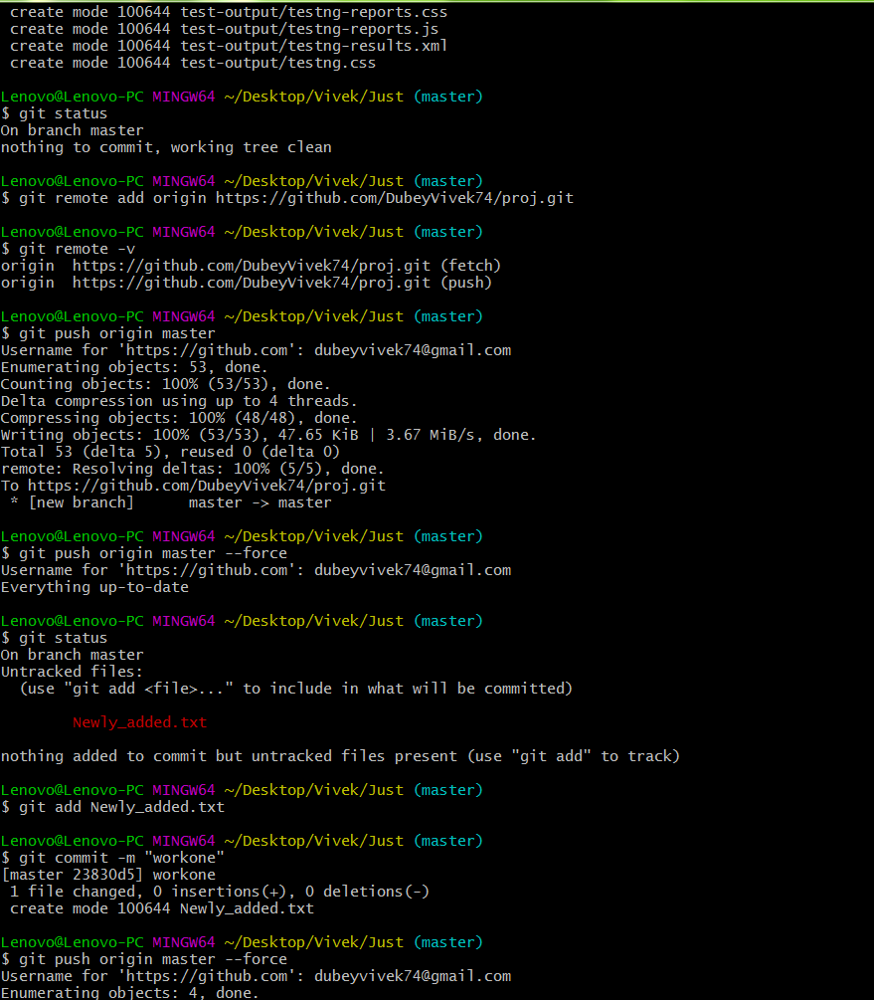 create mode 100644 test-output/testng-reports.css
create mode 100644 test-output/testng-reports.js
create mode 100644 test-output/testng-results.xml
create mode 100644 test-output/testng.css
Lenovo@Lenovo-PC MINGW64 ~/Desktop/Vivek/Just (master)
$ git status
On branch master
nothing to commit, working tree clean
Lenovo@Lenovo-PC MINGW64 ~/Desktop/Vivek/Just (master)
$ git remote add origin https://github.com/DubeyVivek74/proj.git
Lenovo@Lenovo-PC MINGW64 ~/Desktop/Vivek/Just (master)
$ git remote -v
origin  https://github.com/DubeyVivek74/proj.git (fetch)
origin  https://github.com/DubeyVivek74/proj.git (push)
Lenovo@Lenovo-PC MINGW64 ~/Desktop/Vivek/Just (master)
$ git push origin master
Username for 'https://github.com': dubeyvivek74@gmail.com
Enumerating objects: 53, done.
Counting objects: 100% (53/53), done.
Delta compression using up to 4 threads.
Compressing objects: 100% (48/48), done.
Writing objects: 100% (53/53), 47.65 KiB | 3.67 MiB/s, done.
Total 53 (delta 5), reused 0 (delta 0)
remote: Resolving deltas: 100% (5/5), done.
To https://github.com/DubeyVivek74/proj.git
 * [new branch]      master -> master
Lenovo@Lenovo-PC MINGW64 ~/Desktop/Vivek/Just (master)
$ git push origin master --force
Username for 'https://github.com': dubeyvivek74@gmail.com
Everything up-to-date
Lenovo@Lenovo-PC MINGW64 ~/Desktop/Vivek/Just (master)
$ git status
On branch master
Untracked files:
  (use "git add <file>..." to include in what will be committed)
        Newly_added.txt
nothing added to commit but untracked files present (use "git add" to track)
Lenovo@Lenovo-PC MINGW64 ~/Desktop/Vivek/Just (master)
$ git add Newly_added.txt
Lenovo@Lenovo-PC MINGW64 ~/Desktop/Vivek/Just (master)
$ git commit -m "workone"
[master 23830d5] workone
 1 file changed, 0 insertions(+), 0 deletions(-)
 create mode 100644 Newly_added.txt
Lenovo@Lenovo-PC MINGW64 ~/Desktop/Vivek/Just (master)
$ git push origin master --force
Username for 'https://github.com': dubeyvivek74@gmail.com
Enumerating objects: 4, done.